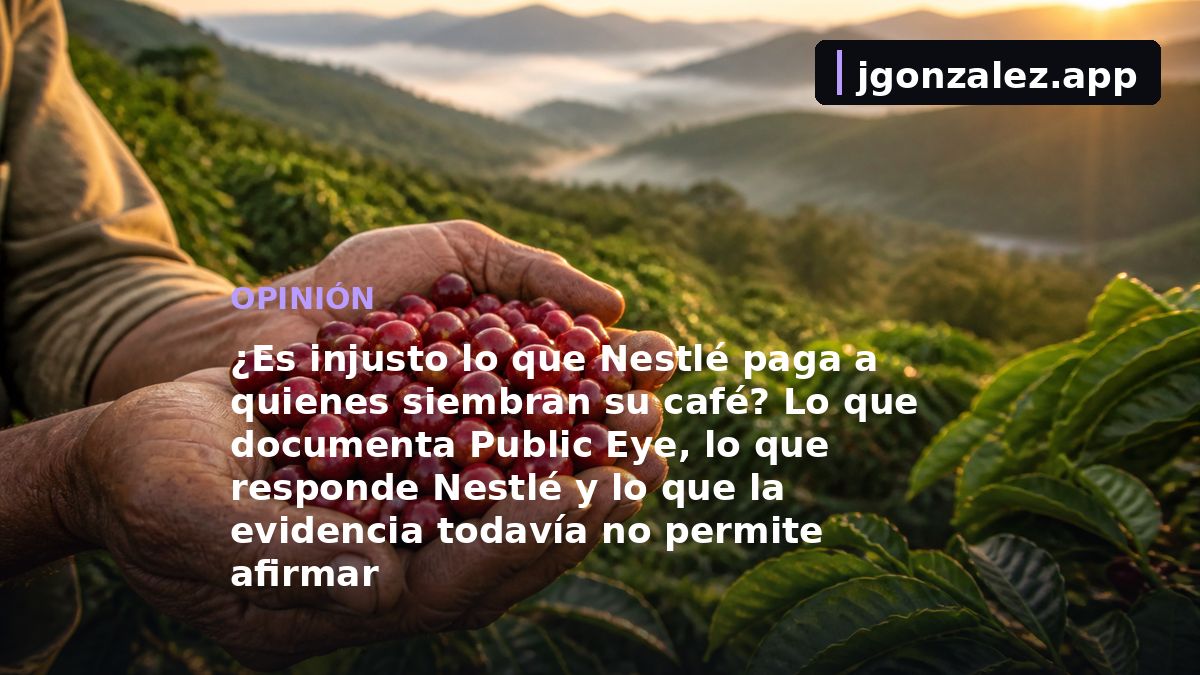 jgonzalez.app
OPINIÓN
¿Es injusto lo que Nestlé paga a
quienes siembran su café? Lo que
documenta Public Eye, lo que
responde Nestlé y lo que la
evidencia todavía no permite
afirmar